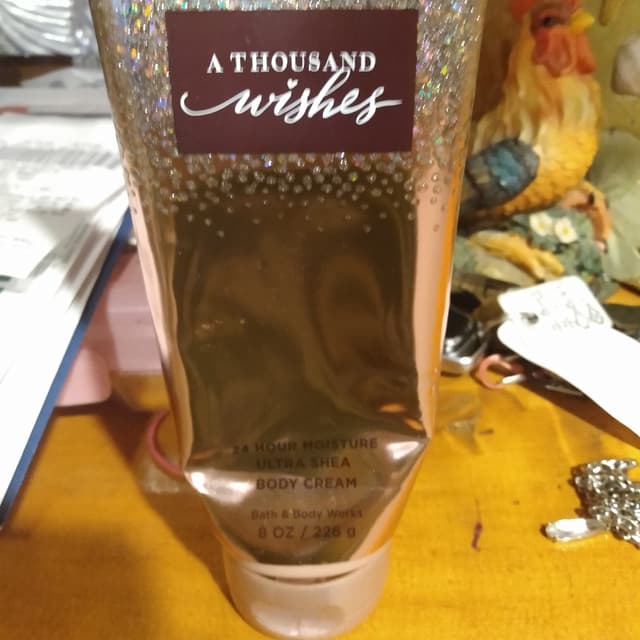 A THOUSAND
wishes
24 HOUR MOISTURE
ULTRA SHEA
BODY CREAM
Bath & Body Works
8 OZ / 226 g